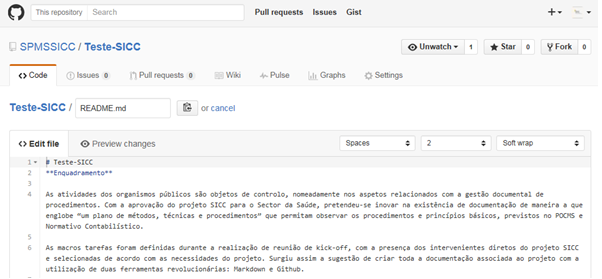 This repository Search Pull requests Issues Gist
SPMSSICC / Teste-SICC Unwatch 1 Star 0 Fork 0
Code Issues 0 Pull requests 0 Wiki Pulse Graphs Settings
Teste-SICC / README.md or cancel
Edit file Preview changes Spaces 2 Soft wrap
1 # Teste-SICC
2 **Enquadramento**
3
4 As atividades dos organismos públicos são objetos de controlo, nomeadamente nos aspetos relacionados com a gestão documental de
procedimentos. Com a aprovação do projeto SICC para o Sector da Saúde, pretendeu-se inovar na existência de documentação de maneira a que
englobe “um plano de métodos, técnicas e procedimentos” que permitam observar os procedimentos e princípios básicos, previstos no POCMS e
Normativo Contabilístico.
5
6 As macros tarefas foram definidas durante a realização de reunião de kick-off, com a presença dos intervenientes diretos do projeto SICC
e selecionadas de acordo com as necessidades do projeto. Surgiu assim a sugestão de criar toda a documentação associada ao projeto com a
utilização de duas ferramentas revolucionárias: Markdown e Github.